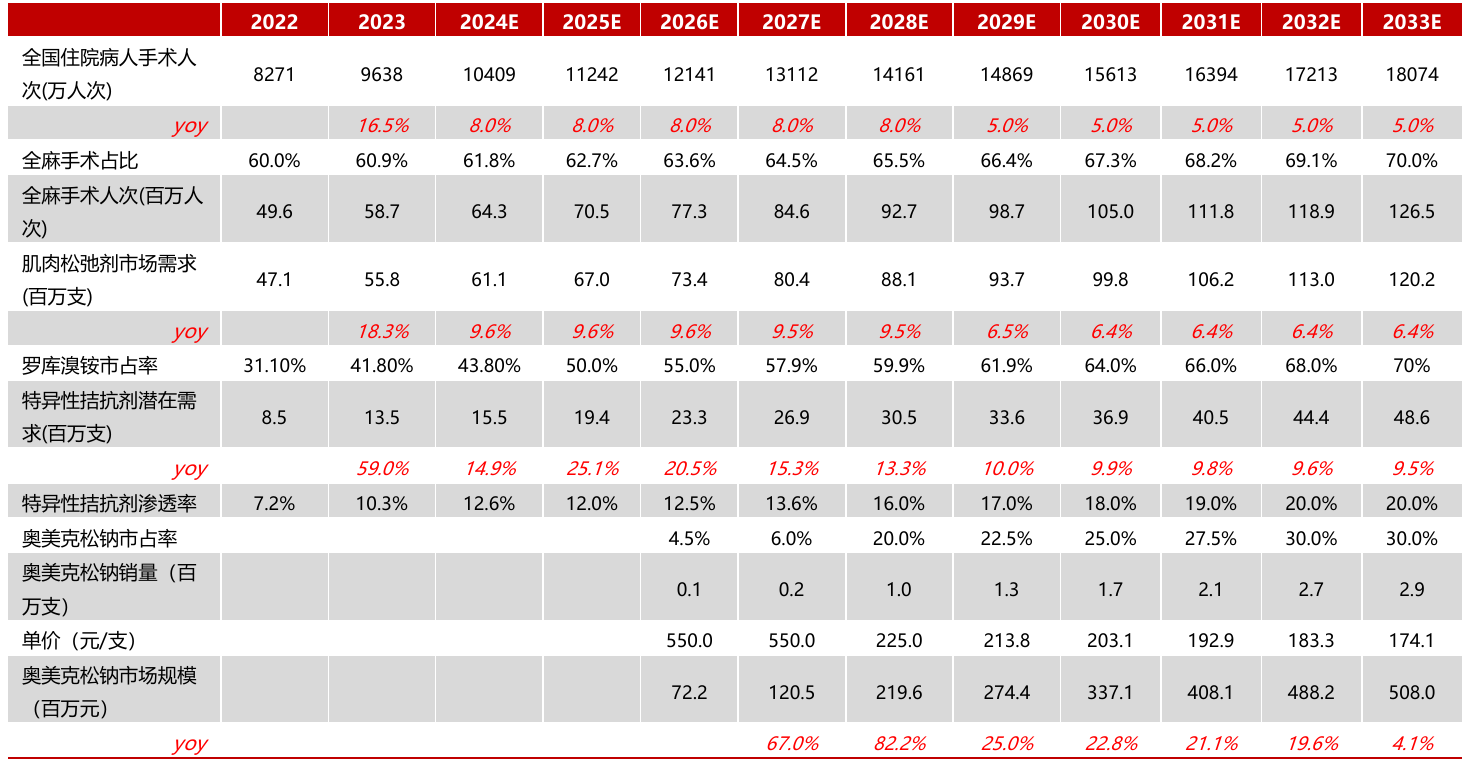 2022 2023 2024E 2025E 2026E 2027E 2028E 2029E 2030E 2031E 2032E 2033E
全国住院病人手术人
次(万人次) 8271 9638 10409 11242 12141 13112 14161 14869 15613 16394 17213 18074
yoy 16.5% 8.0% 8.0% 8.0% 8.0% 8.0% 5.0% 5.0% 5.0% 5.0% 5.0%
全麻手术占比 60.0% 60.9% 61.8% 62.7% 63.6% 64.5% 65.5% 66.4% 67.3% 68.2% 69.1% 70.0%
全麻手术人次(百万人
次) 49.6 58.7 64.3 70.5 77.3 84.6 92.7 98.7 105.0 111.8 118.9 126.5
肌肉松弛剂市场需求
(百万支) 47.1 55.8 61.1 67.0 73.4 80.4 88.1 93.7 99.8 106.2 113.0 120.2
yoy 18.3% 9.6% 9.6% 9.6% 9.5% 9.5% 6.5% 6.4% 6.4% 6.4% 6.4%
罗库溴铵市占率 31.10% 41.80% 43.80% 50.0% 55.0% 57.9% 59.9% 61.9% 64.0% 66.0% 68.0% 70%
特异性拮抗剂潜在需
求(百万支) 8.5 13.5 15.5 19.4 23.3 26.9 30.5 33.6 36.9 40.5 44.4 48.6
yoy 59.0% 14.9% 25.1% 20.5% 15.3% 13.3% 10.0% 9.9% 9.8% 9.6% 9.5%
特异性拮抗剂渗透率 7.2% 10.3% 12.6% 12.0% 12.5% 13.6% 16.0% 17.0% 18.0% 19.0% 20.0% 20.0%
奥美克松钠市占率 4.5% 6.0% 20.0% 22.5% 25.0% 27.5% 30.0% 30.0%
奥美克松钠销量（百
万支） 0.1 0.2 1.0 1.3 1.7 2.1 2.7 2.9
单价（元/支） 550.0 550.0 225.0 213.8 203.1 192.9 183.3 174.1
奥美克松钠市场规模
（百万元） 72.2 120.5 219.6 274.4 337.1 408.1 488.2 508.0
yoy 67.0% 82.2% 25.0% 22.8% 21.1% 19.6% 4.1%